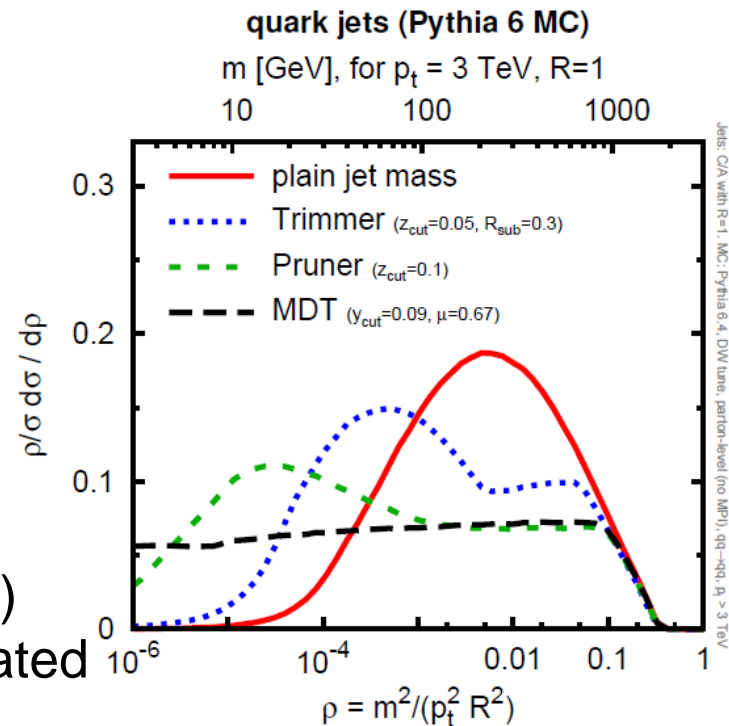 quark jets (Pythia 6 MC)
m [GeV], for pt = 3 TeV, R=1
10 100 1000
0.3
plain jet mass
Trimmer (zcut=0.05, Rsub=0.3)
Pruner (zcut=0.1)
MDT (ycut=0.09, μ=0.67)
0.2
ρ/σ dσ / dρ
0.1
0
10-6 10-4 0.01 0.1 1
ρ = m2/(pt2 R2)
)
ated
Jets: C/A with R=1. MC: Pythia 6.4, DW tune, parton-level (no MPI), qq→qq, pt > 3 TeV